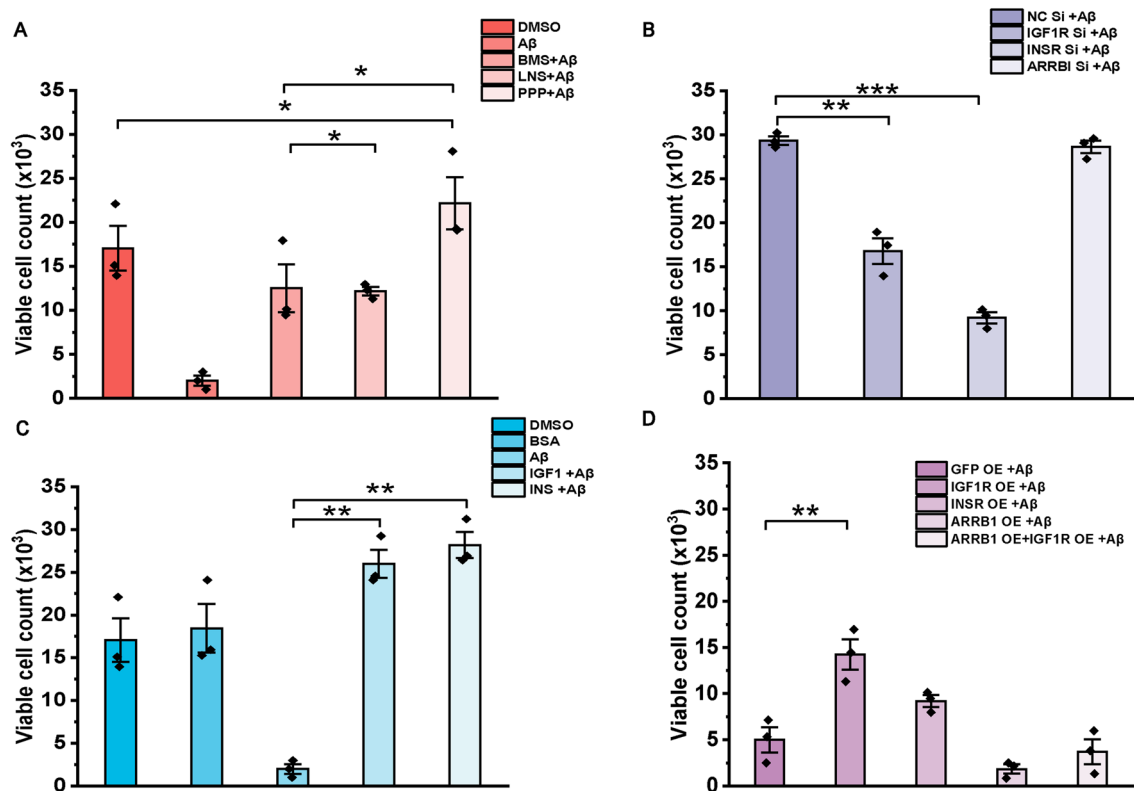 A
DMSO
Aβ
BMS+Aβ
LNS+Aβ
PPP+Aβ
Viable cell count (x10³)
35
30
25
20
15
10
5
0
*
*
*
B
NC Si +Aβ
IGF1R Si +Aβ
INSR Si +Aβ
ARRBI Si +Aβ
Viable cell count (x10³)
35
30
25
20
15
10
5
0
***
**
C
DMSO
BSA
Aβ
IGF1 +Aβ
INS +Aβ
Viable cell count (x10³)
35
30
25
20
15
10
5
0
**
**
D
GFP OE +Aβ
IGF1R OE +Aβ
INSR OE +Aβ
ARRB1 OE +Aβ
ARRB1 OE+IGF1R OE +Aβ
Viable cell count (x10³)
35
30
25
20
15
10
5
0
**